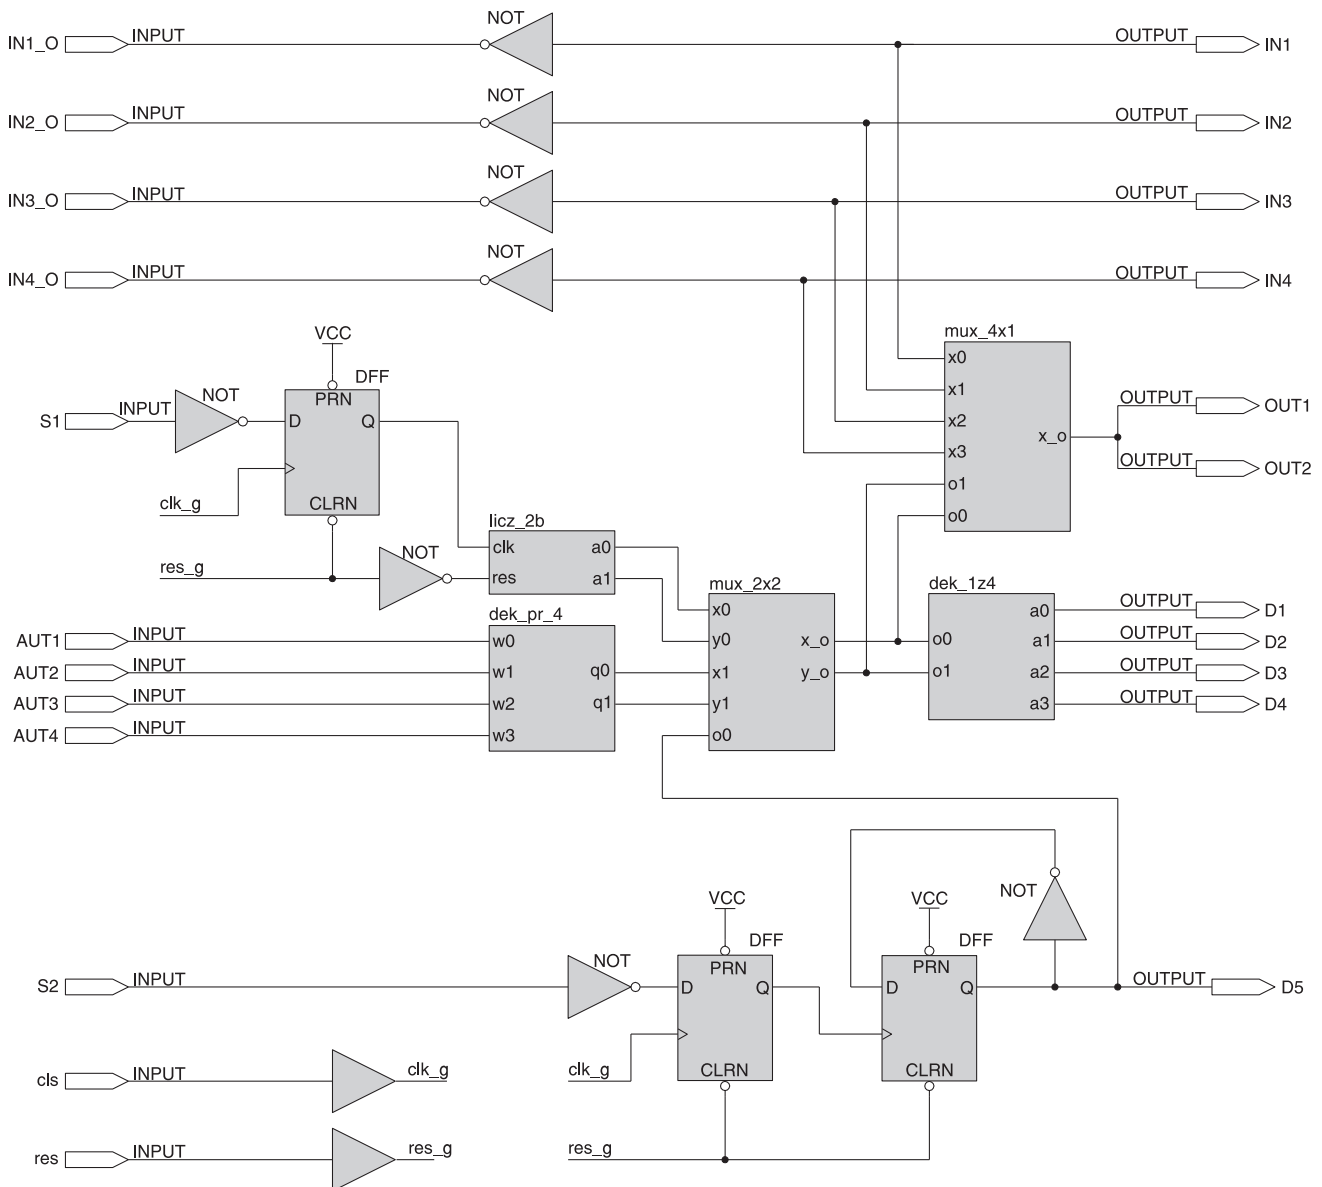 NOT
IN1_O INPUT OUTPUT IN1
NOT
IN2_O INPUT OUTPUT IN2
NOT
IN3_O INPUT OUTPUT IN3
NOT
IN4_O INPUT OUTPUT IN4
mux_4x1
x0
x1
x2
x3
o1
o0
x_o
OUTPUT OUT1
OUTPUT OUT2
VCC
DFF
S1 INPUT NOT
PRN
D Q
CLRN
clk_g
res_g
NOT
licz_2b
clk a0
res a1
dek_pr_4
AUT1 INPUT w0
AUT2 INPUT w1 q0
AUT3 INPUT w2 q1
AUT4 INPUT w3
mux_2x2
x0
y0 x_o
x1 y_o
y1
o0
dek_1z4
a0 OUTPUT D1
o0 a1 OUTPUT D2
o1 a2 OUTPUT D3
a3 OUTPUT D4
VCC
DFF
VCC
DFF
NOT
S2 INPUT NOT
PRN
D Q
CLRN
PRN
D Q
CLRN
OUTPUT D5
cls INPUT clk_g
clk_g
res INPUT res_g
res_g